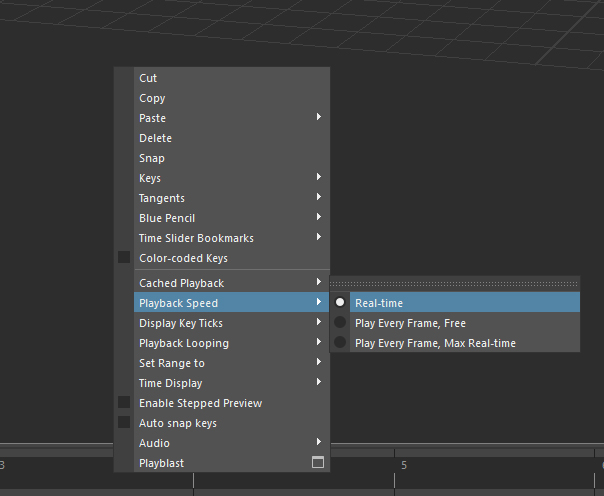 Cut
Copy
Paste
Delete
Snap
Keys
Tangents
Blue Pencil
Time Slider Bookmarks
Color-coded Keys
Cached Playback
Playback Speed
Real-time
Display Key Ticks
Play Every Frame, Free
Playback Looping
Play Every Frame, Max Real-time
Set Range to
Time Display
Enable Stepped Preview
Auto snap keys
Audio
Playblast
3
5